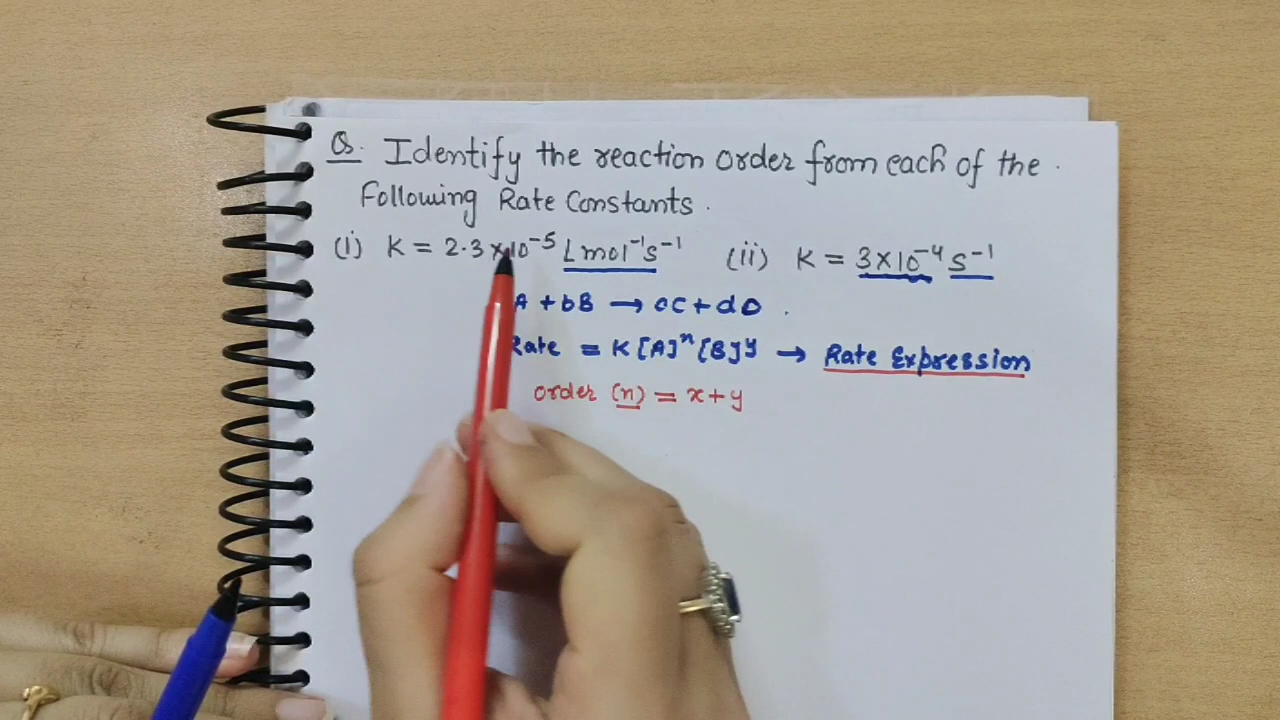 Q. Identify the reaction order from each of the
Following Rate Constants.
(i) K = 2.3×10⁻⁵ L mol⁻¹s⁻¹ (ii) K = 3×10⁻⁴ s⁻¹
A + bB → cC + dD.
Rate = K[A]ˣ[B]ʸ → Rate Expression
order (n) = x+y